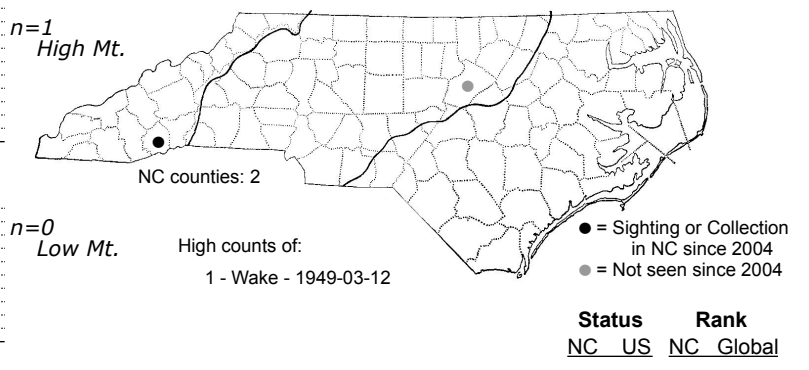 n=1
High Mt.
NC counties: 2
n=0
Low Mt.
High counts of:
1 - Wake - 1949-03-12
● = Sighting or Collection
in NC since 2004
● = Not seen since 2004
Status Rank
NC US NC Global